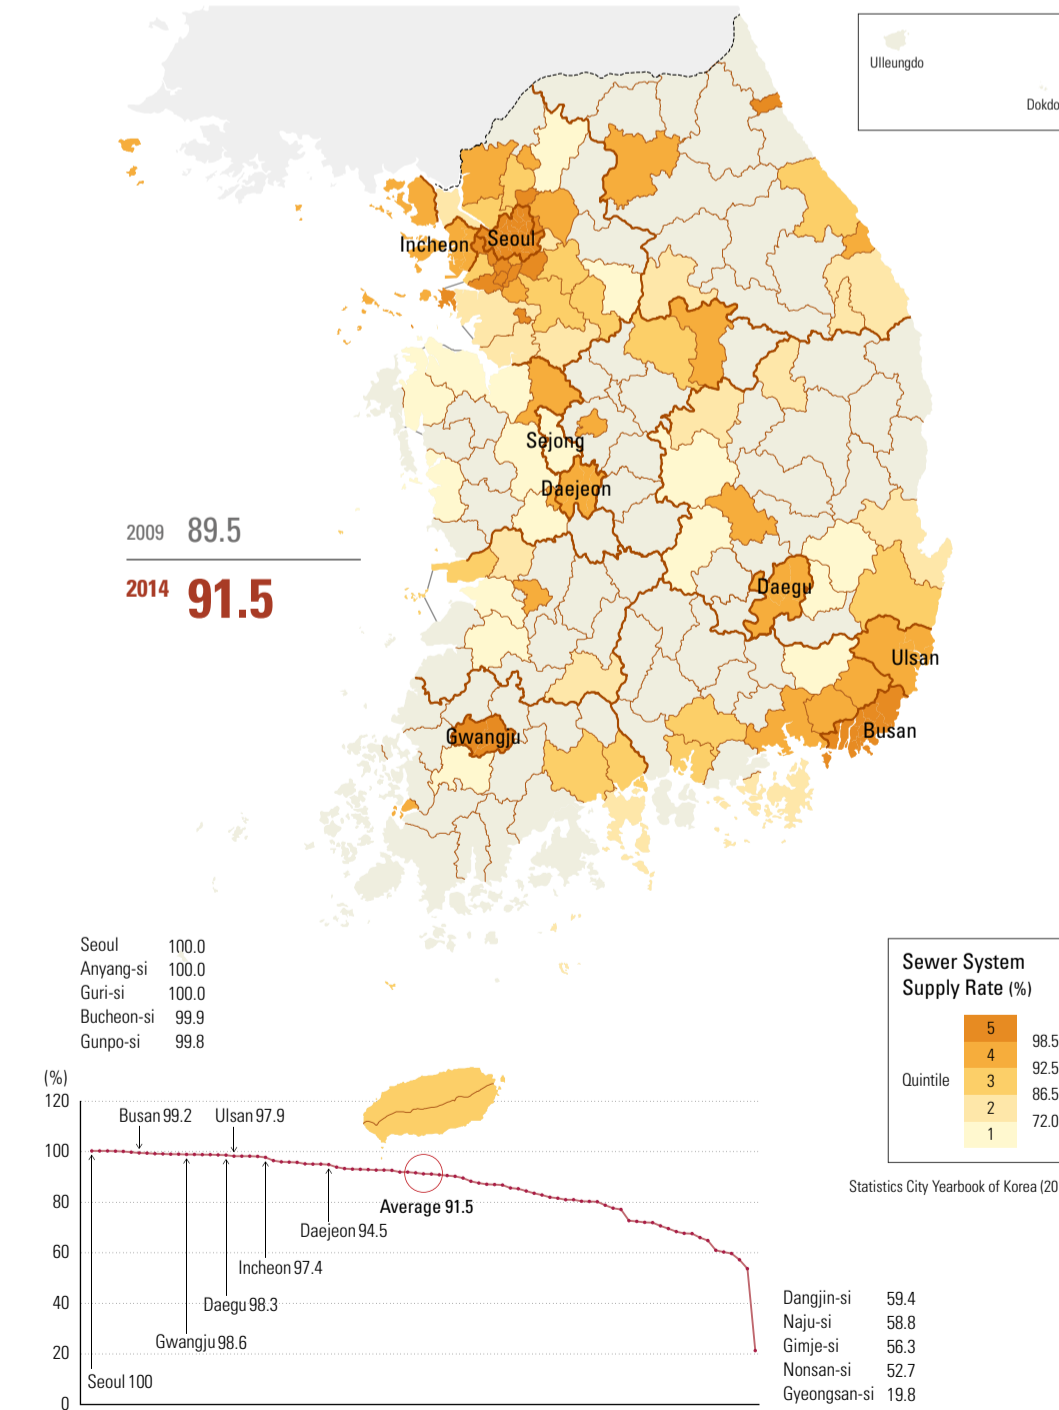 Ulleungdo
Dokdo
Incheon
Seoul
Sejong
Daejeon
2009 89.5
2014 91.5
Daegu
Ulsan
Busan
Gwangju
Seoul 100.0
Anyang-si 100.0
Guri-si 100.0
Bucheon-si 99.9
Gunpo-si 99.8
Sewer System
Supply Rate (%)
Quintile
5
98.5
4
92.5
3
86.5
2
72.0
1
Statistics City Yearbook of Korea (20
(%)
120
100
80
60
40
20
0
Busan 99.2
Ulsan 97.9
Average 91.5
Daejeon 94.5
Incheon 97.4
Daegu 98.3
Gwangju 98.6
Seoul 100
Dangjin-si 59.4
Naju-si 58.8
Gimje-si 56.3
Nonsan-si 52.7
Gyeongsan-si 19.8